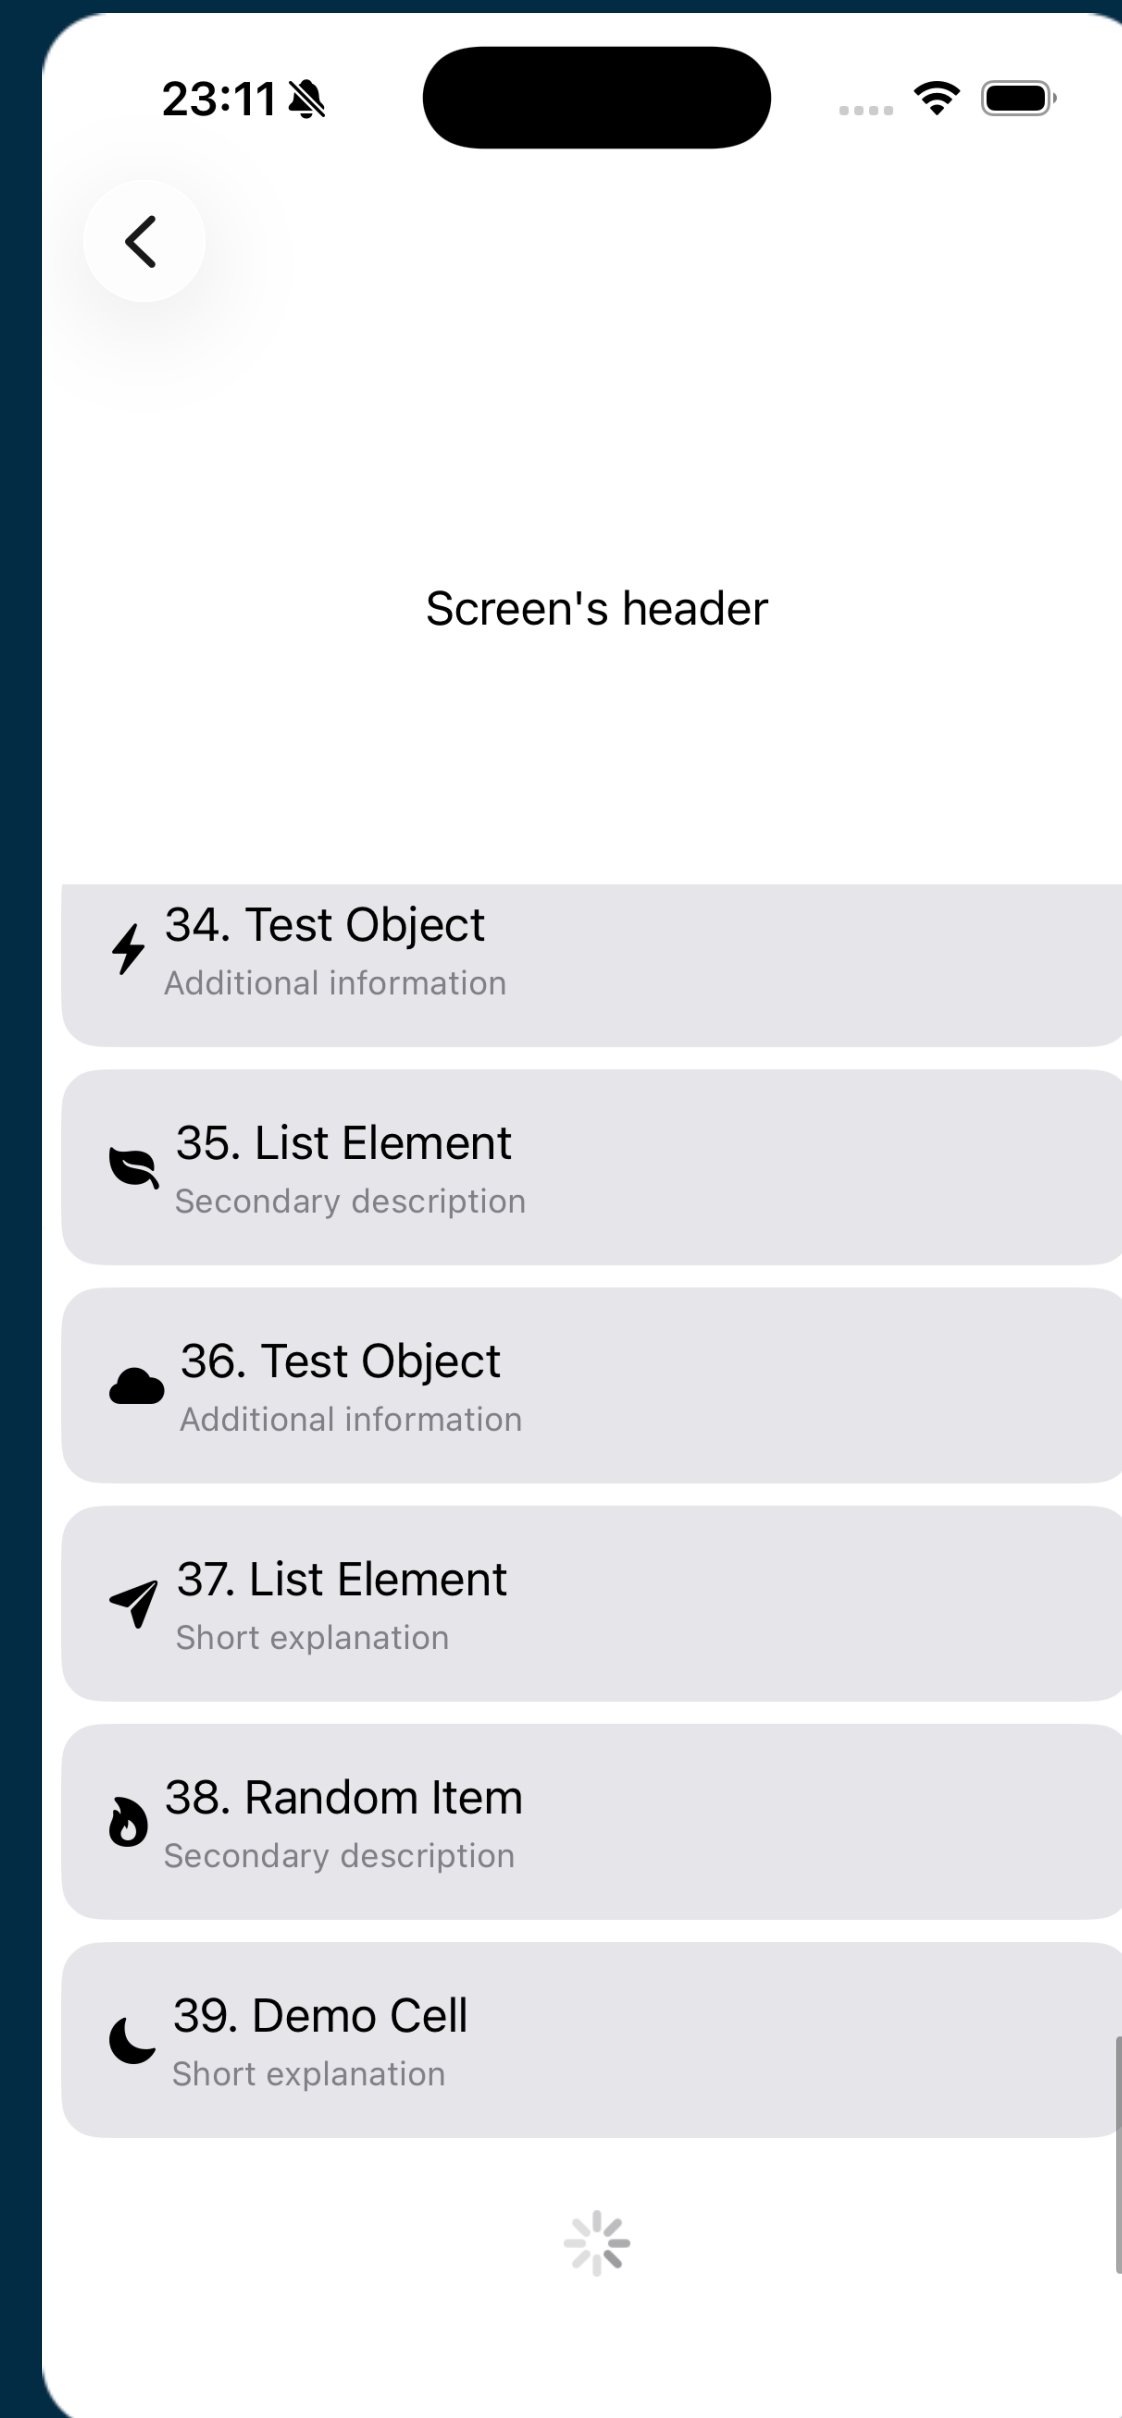 23:11
Screen's header
34. Test Object
Additional information
35. List Element
Secondary description
36. Test Object
Additional information
37. List Element
Short explanation
38. Random Item
Secondary description
39. Demo Cell
Short explanation